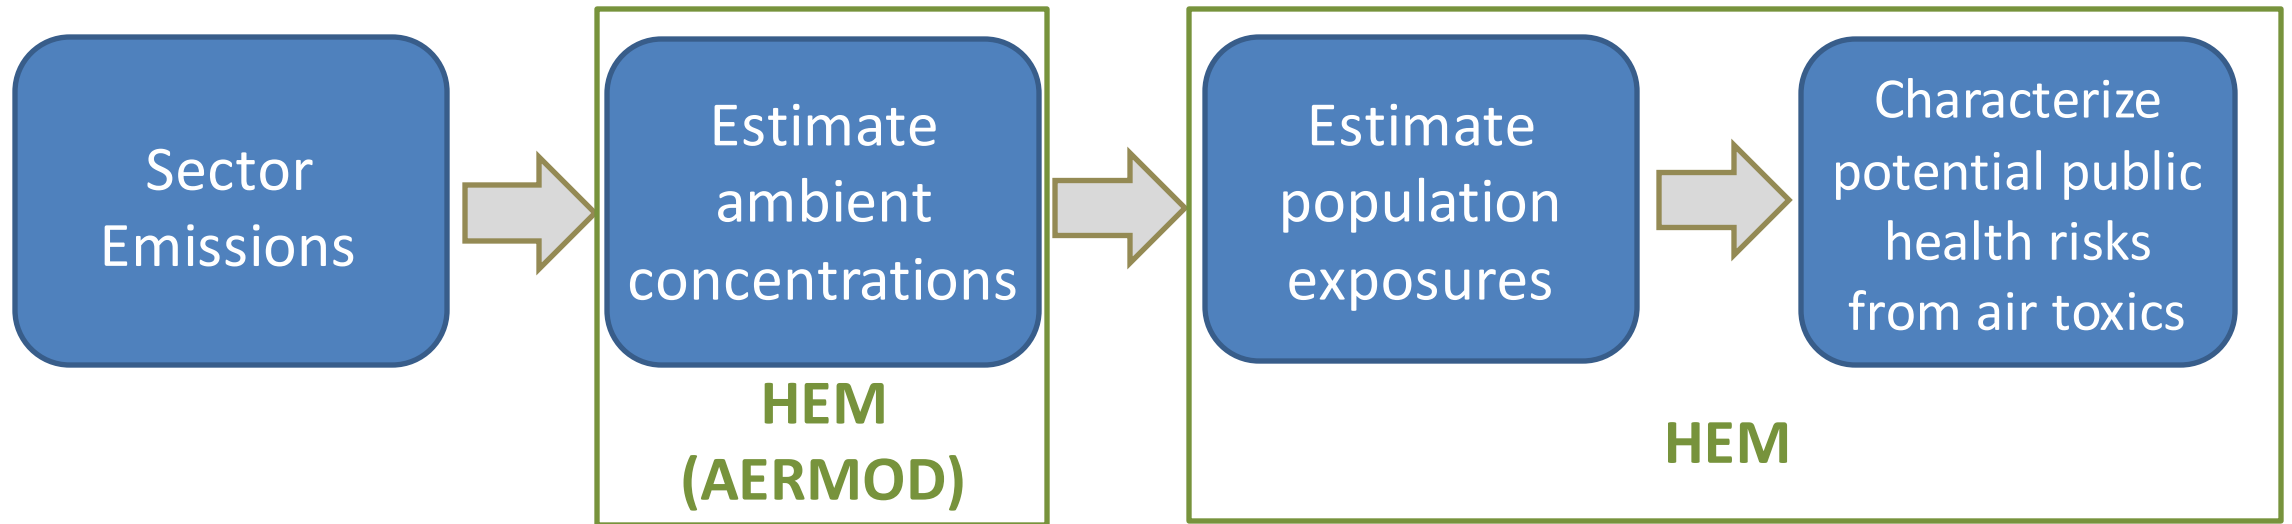 Sector
Emissions
Estimate
ambient
concentrations
HEM
(AERMOD)
Estimate
population
exposures
Characterize
potential public
health risks
from air toxics
HEM